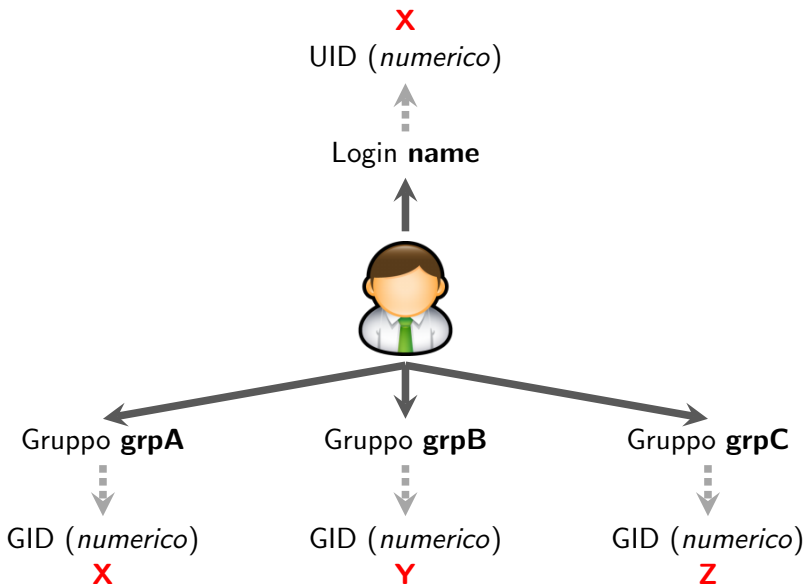 X
UID (numerico)
Login name
Gruppo grpA
Gruppo grpB
Gruppo grpC
GID (numerico)
GID (numerico)
GID (numerico)
X
Y
Z